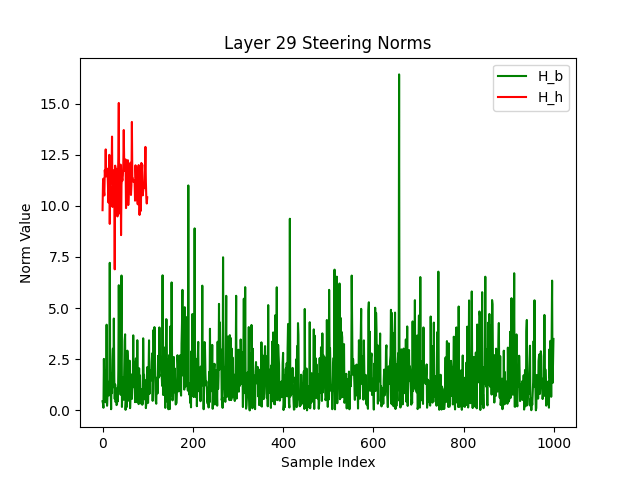 Layer 29 Steering Norms
H_b
H_h
15.0
12.5
10.0
7.5
5.0
2.5
0.0
Norm Value
0 200 400 600 800 1000
Sample Index